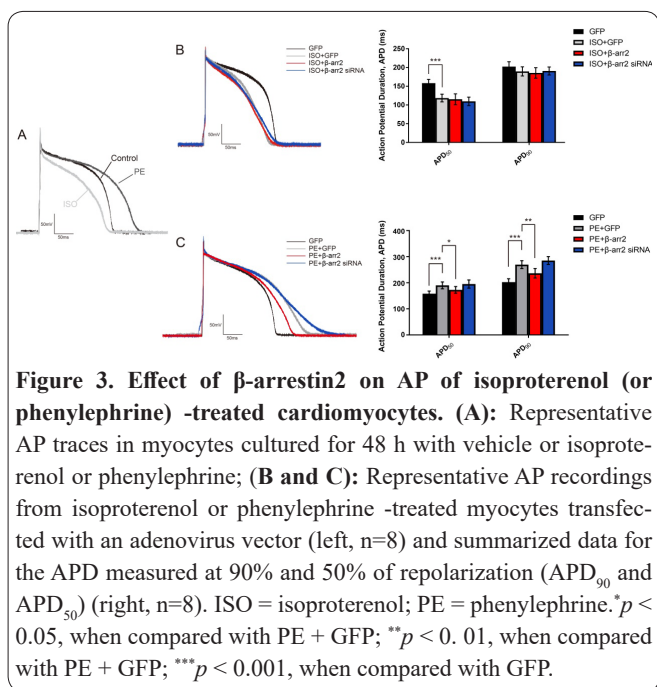 A
Control
PE
ISO
50mV
50ms
B
GFP
ISO+GFP
ISO+β-arr2
ISO+β-arr2 siRNA
50mV
50ms
Action Potential Duration, APD (ms)
250
200
150
100
50
0
***
APD50
APD90
GFP
ISO+GFP
ISO+β-arr2
ISO+β-arr2 siRNA
C
GFP
PE+GFP
PE+β-arr2
PE+β-arr2 siRNA
50mV
50ms
Action Potential Duration, APD (ms)
400
300
200
100
0
***
*
***
**
APD50
APD90
GFP
PE+GFP
PE+β-arr2
PE+β-arr2 siRNA
Figure 3. Effect of β-arrestin2 on AP of isoproterenol (or
phenylephrine) -treated cardiomyocytes. (A): Representative
AP traces in myocytes cultured for 48 h with vehicle or isoprote-
renol or phenylephrine; (B and C): Representative AP recordings
from isoproterenol or phenylephrine -treated myocytes transfec-
ted with an adenovirus vector (left, n=8) and summarized data for
the APD measured at 90% and 50% of repolarization (APD90 and
APD50) (right, n=8). ISO = isoproterenol; PE = phenylephrine.*p <
0.05, when compared with PE + GFP; **p < 0. 01, when compared
with PE + GFP; ***p < 0.001, when compared with GFP.